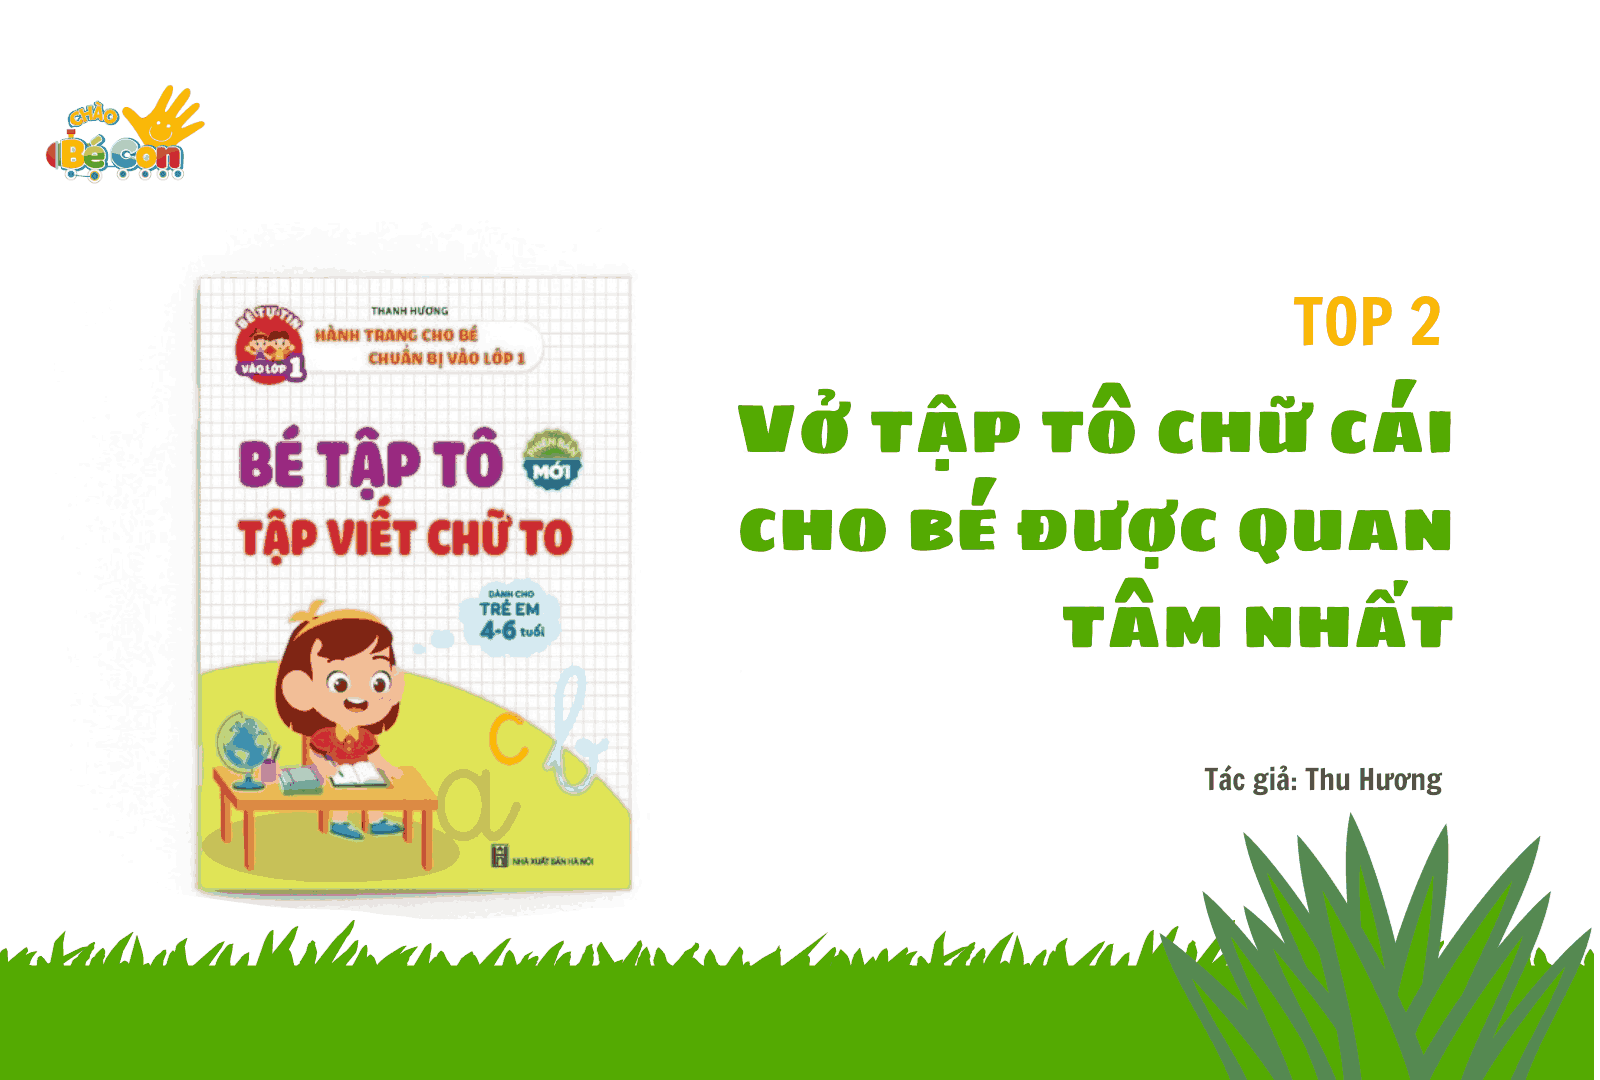 CHÀO
Bé Con
BÉ TỰ TIN
VÀO LỚP 1
THANH HƯƠNG
HÀNH TRANG CHO BÉ
CHUẨN BỊ VÀO LỚP 1
BÉ TẬP TÔ
PHIÊN BẢN
MỚI
TẬP VIẾT CHỮ TO
DÀNH CHO
TRẺ EM
4-6 tuổi
a c b
NHÀ XUẤT BẢN HÀ NỘI
TOP 2
VỞ TẬP TÔ CHỮ CÁI
CHO BÉ ĐƯỢC QUAN
TÂM NHẤT
Tác giả: Thu Hương